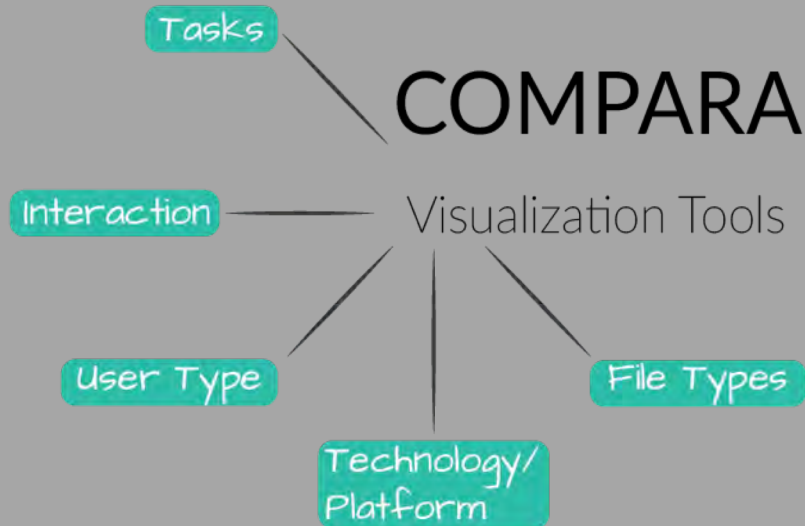 Tasks
COMPARA
Interaction
Visualization Tools
User Type
File Types
Technology/
Platform